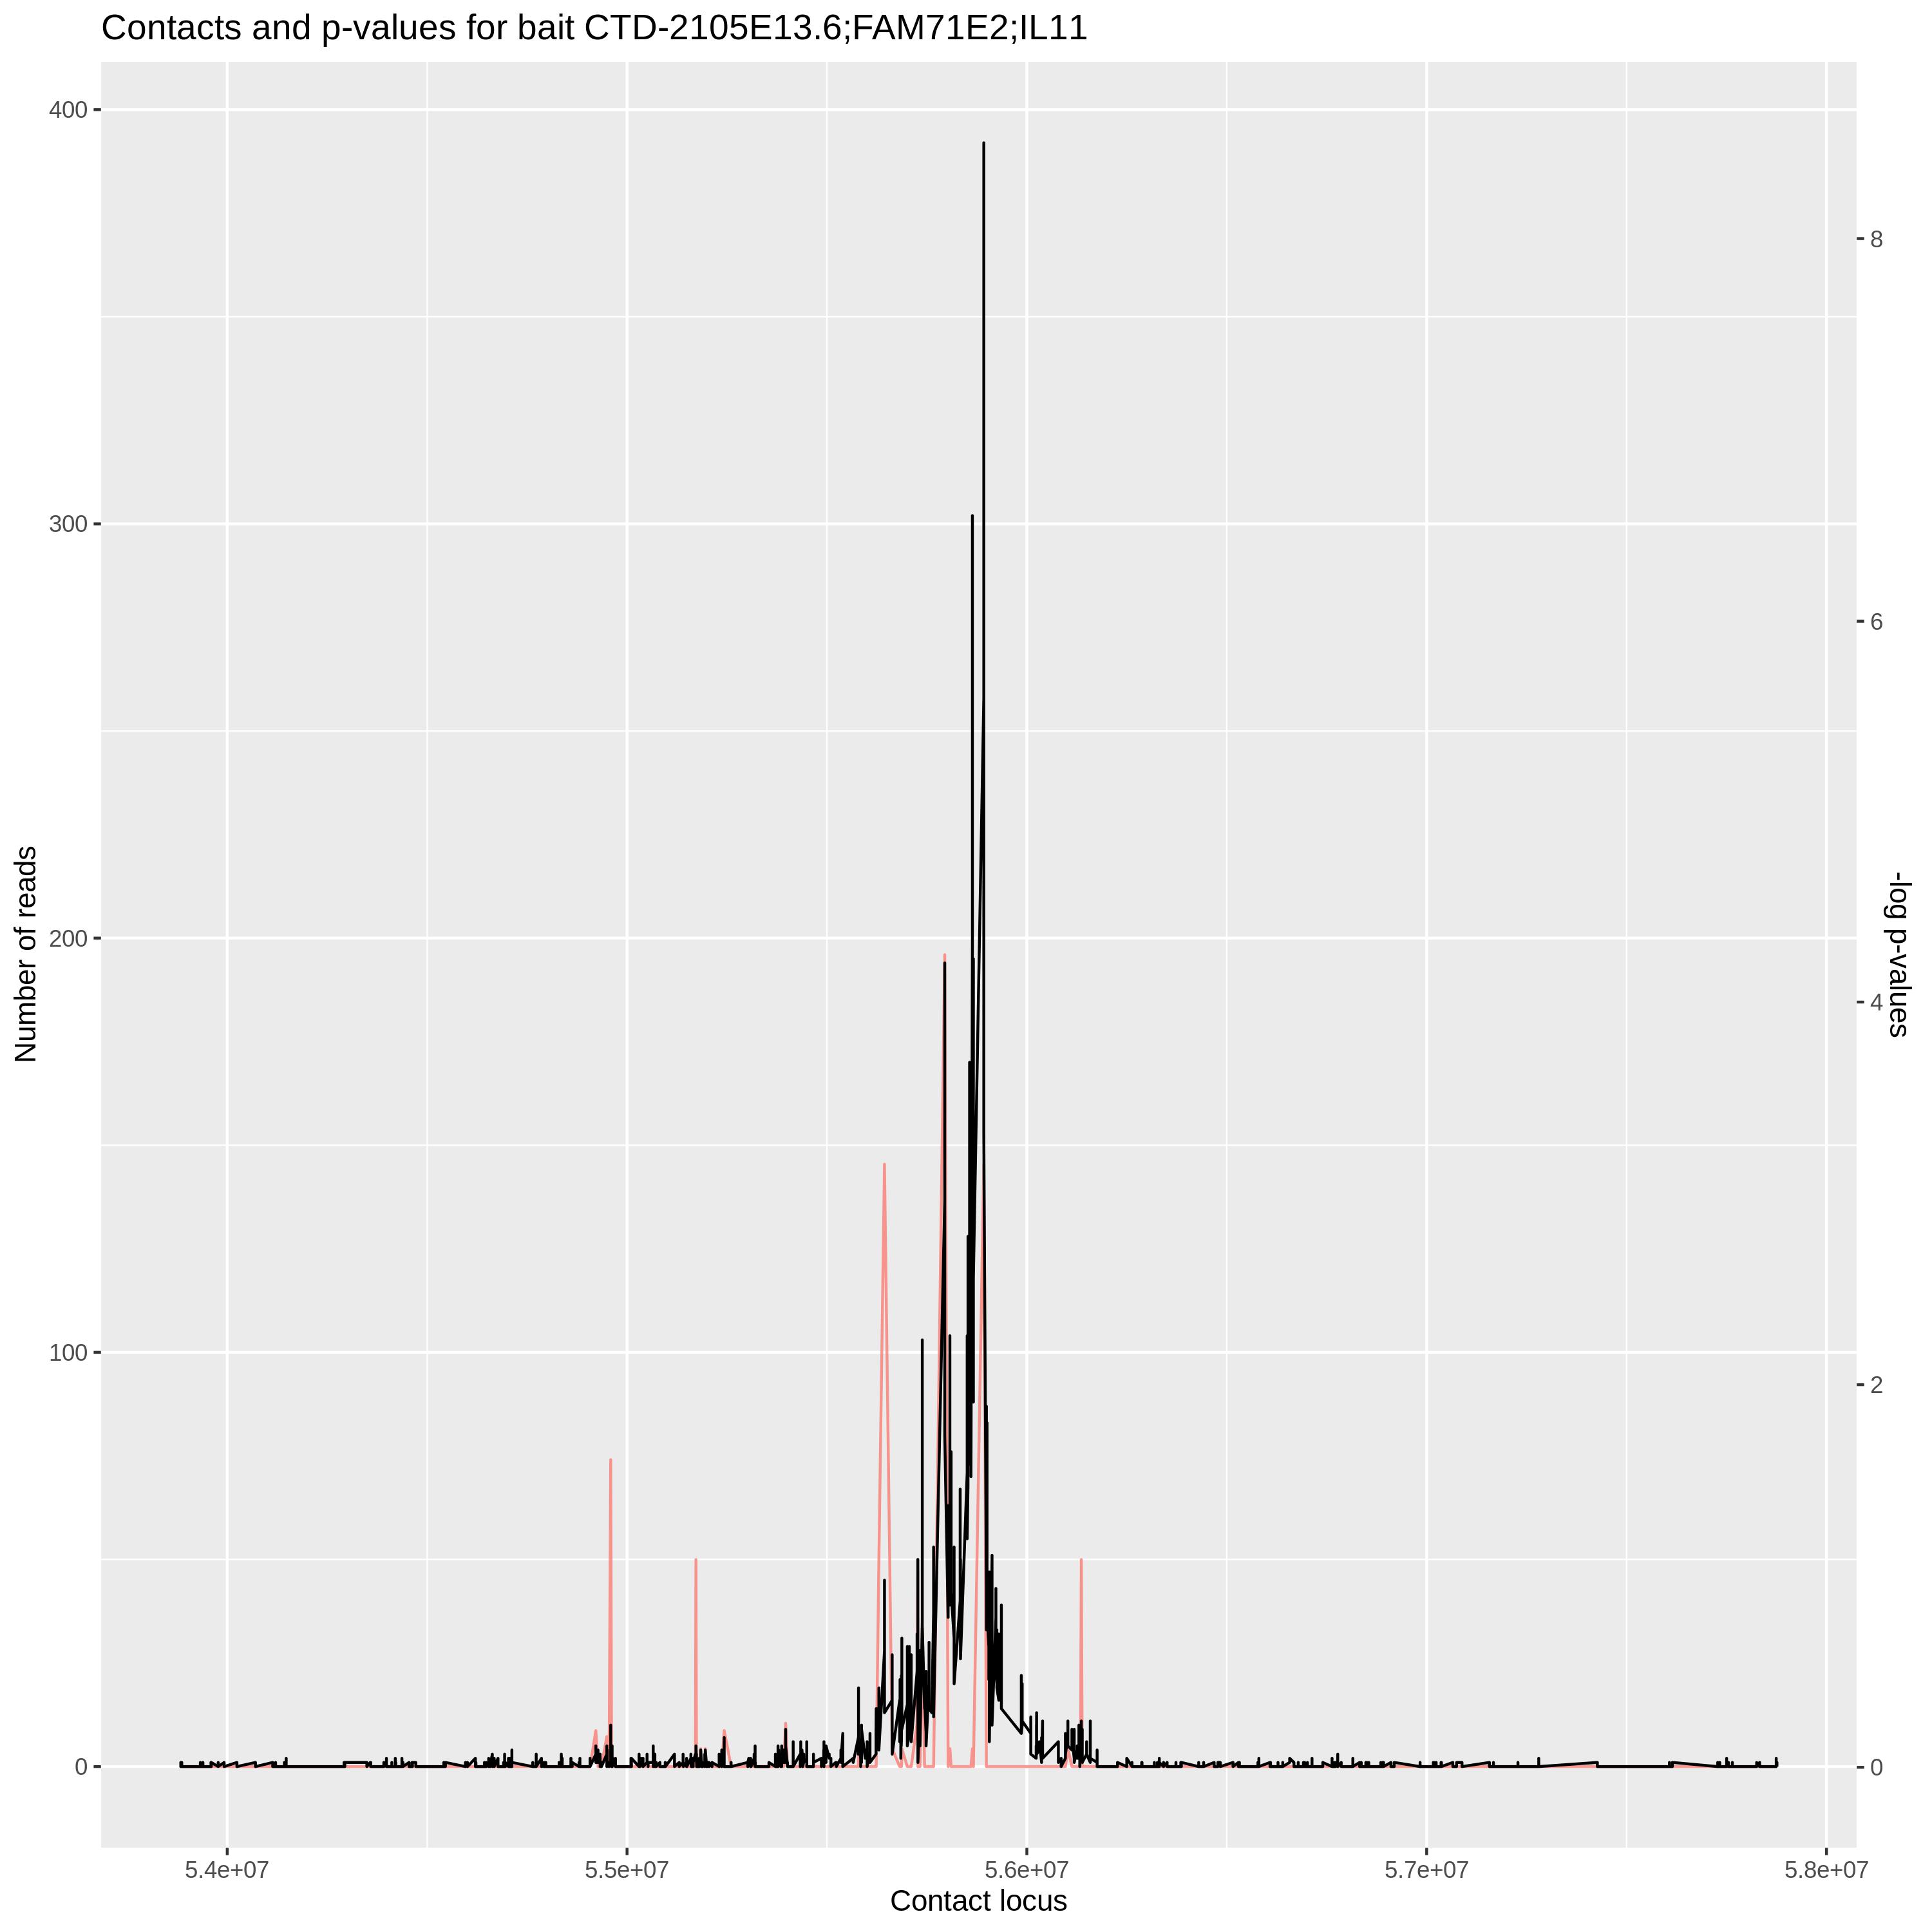 Contacts and p-values for bait CTD-2105E13.6;FAM71E2;IL11
400
300
200
100
0
Number of reads
8
6
4
2
0
-log p-values
5.4e+07
5.5e+07
5.6e+07
5.7e+07
5.8e+07
Contact locus